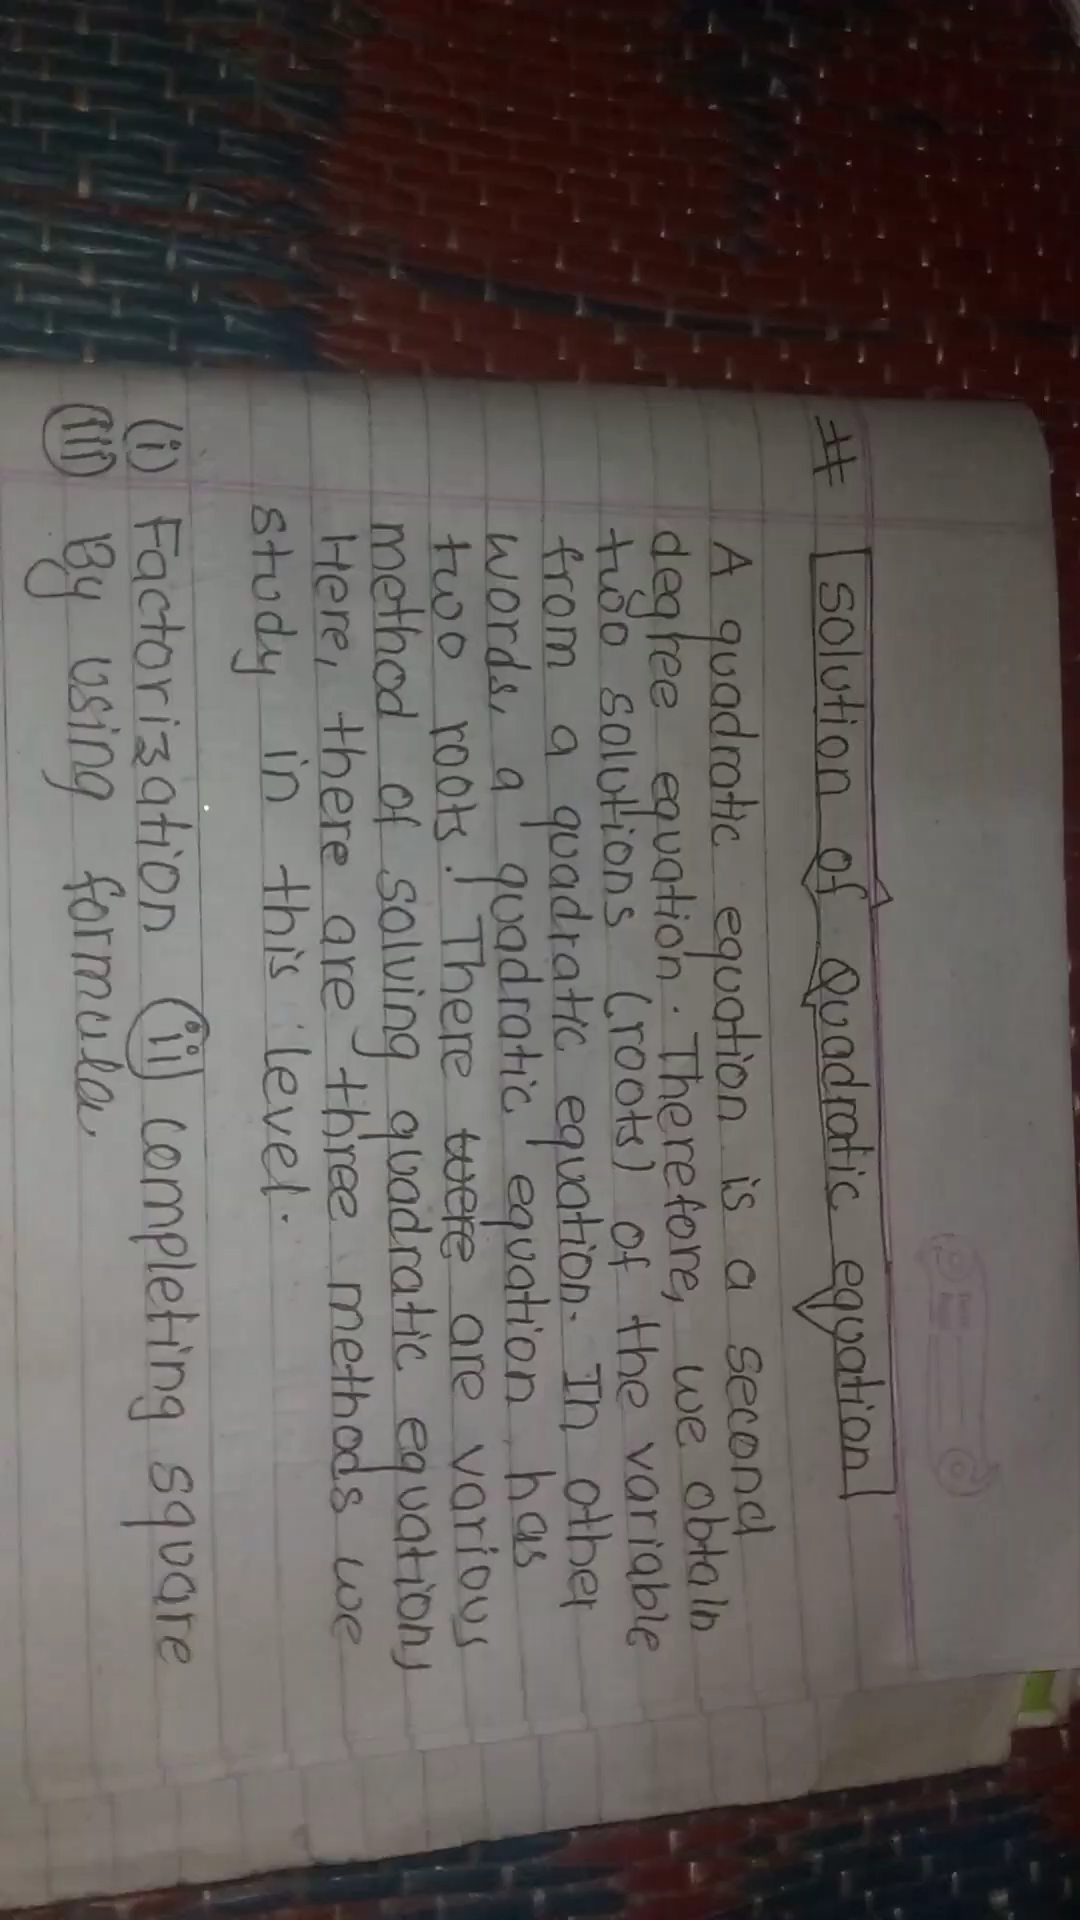 # Solution of Quadratic equation
A quadratic equation is a second
degree equation. Therefore, we obtain
two solutions (roots) of the variable
from a quadratic equation. In other
words, a quadratic equation has
two roots. There were are various
method of solving quadratic equations
Here, there are three methods we
study in this level.
(i) Factorization (ii) completing square
(iii) By using formula.